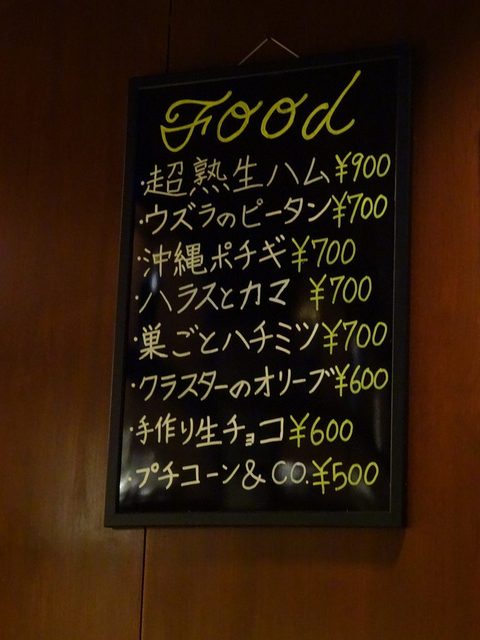 Food
・超熟生ハム ¥900
・ウズラのピータン ¥700
・沖縄ポチギ ¥700
・ハラスとカマ ¥700
・巣ごとハチミツ ¥700
・クラスターのオリーブ ¥600
・手作り生チョコ ¥600
・プチコーン& CO. ¥500